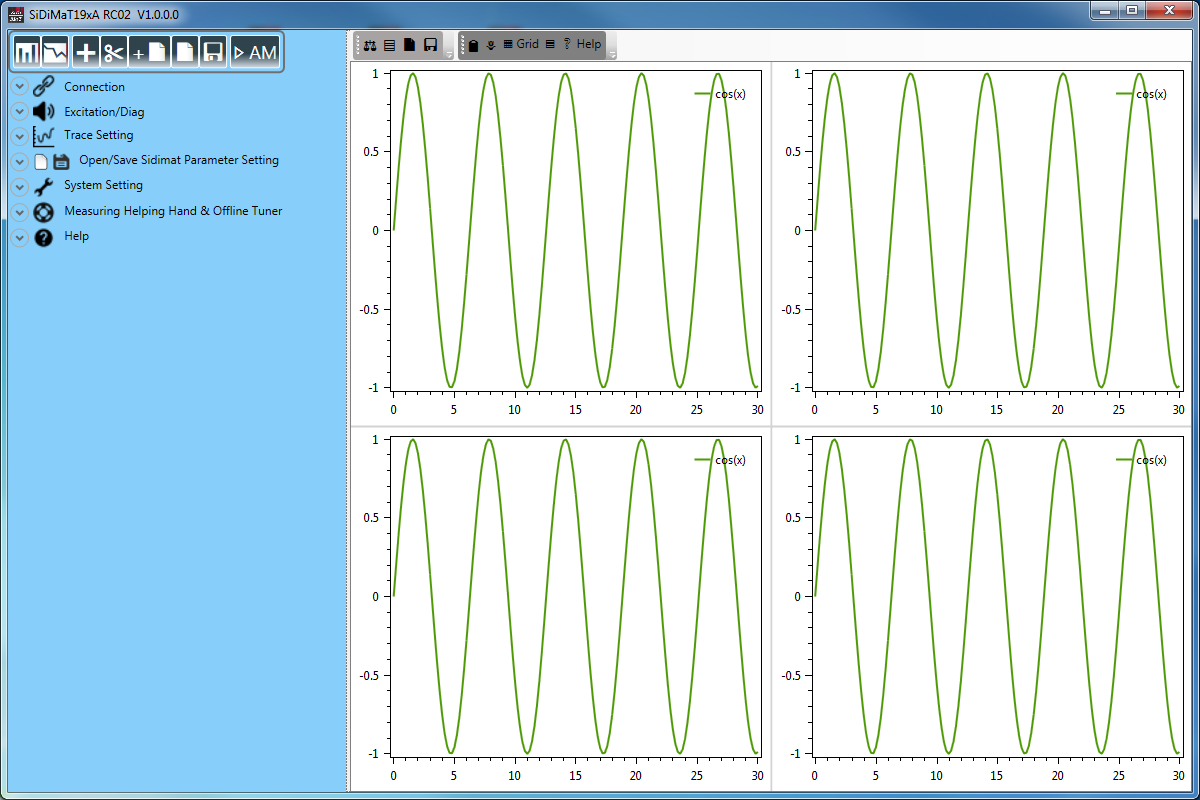 SiDiMaT19xA RC02 V1.0.0.0
AM
Grid
Help
Connection
Excitation/Diag
Trace Setting
Open/Save Sidimat Parameter Setting
System Setting
Measuring Helping Hand & Offline Tuner
Help
1
0.5
0
-0.5
-1
0 5 10 15 20 25 30
cos(x)
1
0.5
0
-0.5
-1
0 5 10 15 20 25 30
cos(x)
1
0.5
0
-0.5
-1
0 5 10 15 20 25 30
cos(x)
1
0.5
0
-0.5
-1
0 5 10 15 20 25 30
cos(x)